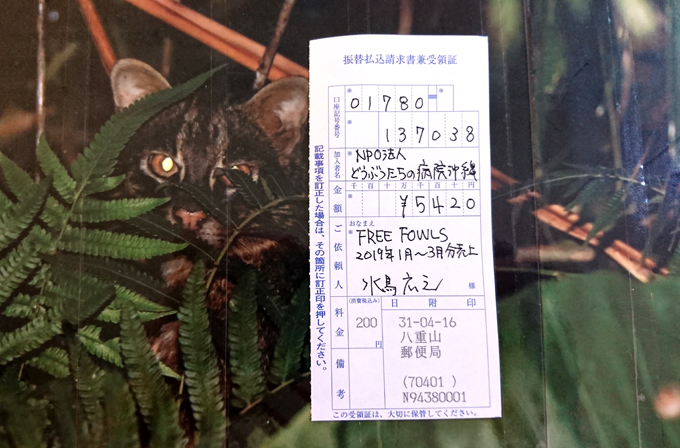 振替払込請求書兼受領証
口座記号番号
01780
137038
加入者名
NPO法人
どうぶつたちの病院沖縄
金額
千 百 十 万 千 百 十 円
¥5420
ご依頼人
おなまえ
FREE FOWLS
2019年1月〜3月分売上
水鳥広之
様
料金
(消費税込み)
200
円
日附印
31-04-16
八重山
郵便局
(70401 )
N94380001
備考
この受領証は、大切に保管してください。
記載事項を訂正した場合は、その箇所に訂正印を押してください。